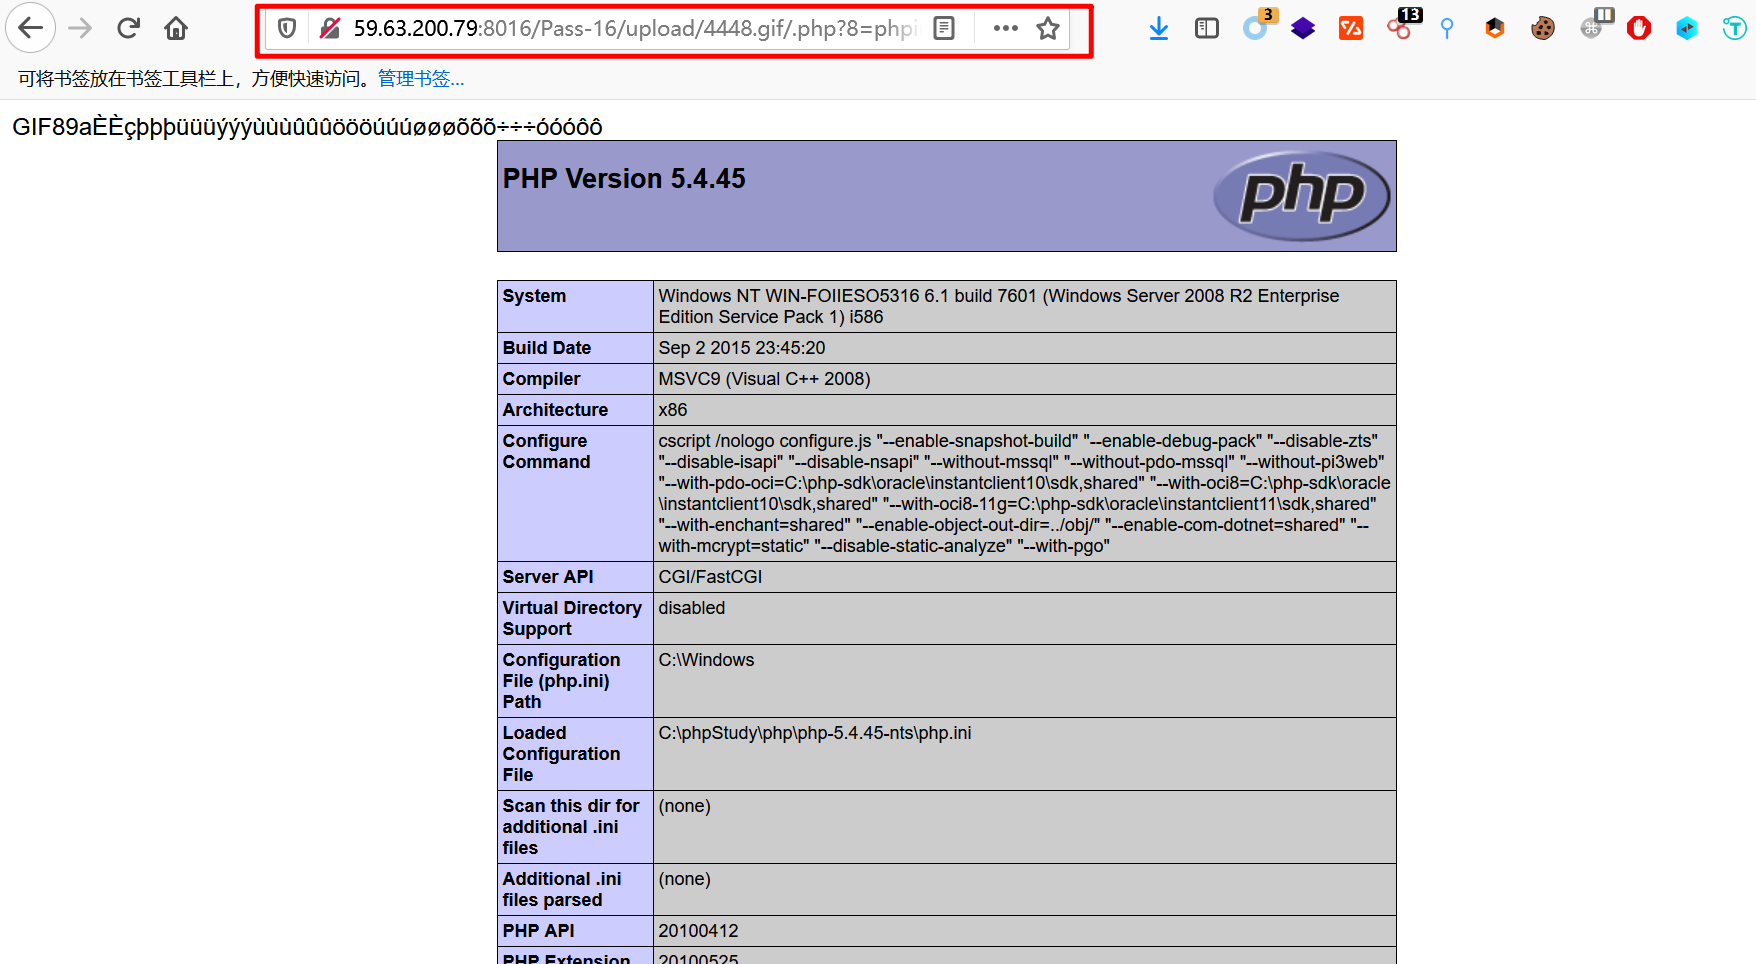 59.63.200.79:8016/Pass-16/upload/4448.gif/.php?8=phpi
3
13
可将书签放在书签工具栏上，方便快速访问。管理书签...
GIF89aÈÈçþþþüüüýýýùùùûûûöööúúúøøøõõõ÷÷÷óóóôô
PHP Version 5.4.45
php
System
Windows NT WIN-FOIIESO5316 6.1 build 7601 (Windows Server 2008 R2 Enterprise
Edition Service Pack 1) i586
Build Date
Sep 2 2015 23:45:20
Compiler
MSVC9 (Visual C++ 2008)
Architecture
x86
Configure
Command
cscript /nologo configure.js "--enable-snapshot-build" "--enable-debug-pack" "--disable-zts"
"--disable-isapi" "--disable-nsapi" "--without-mssql" "--without-pdo-mssql" "--without-pi3web"
"--with-pdo-oci=C:\php-sdk\oracle\instantclient10\sdk,shared" "--with-oci8=C:\php-sdk\oracle
\instantclient10\sdk,shared" "--with-oci8-11g=C:\php-sdk\oracle\instantclient11\sdk,shared"
"--with-enchant=shared" "--enable-object-out-dir=../obj/" "--enable-com-dotnet=shared" "--
with-mcrypt=static" "--disable-static-analyze" "--with-pgo"
Server API
CGI/FastCGI
Virtual Directory
Support
disabled
Configuration
File (php.ini)
Path
C:\Windows
Loaded
Configuration
File
C:\phpStudy\php\php-5.4.45-nts\php.ini
Scan this dir for
additional .ini
files
(none)
Additional .ini
files parsed
(none)
PHP API
20100412
PHP Extension
20100525